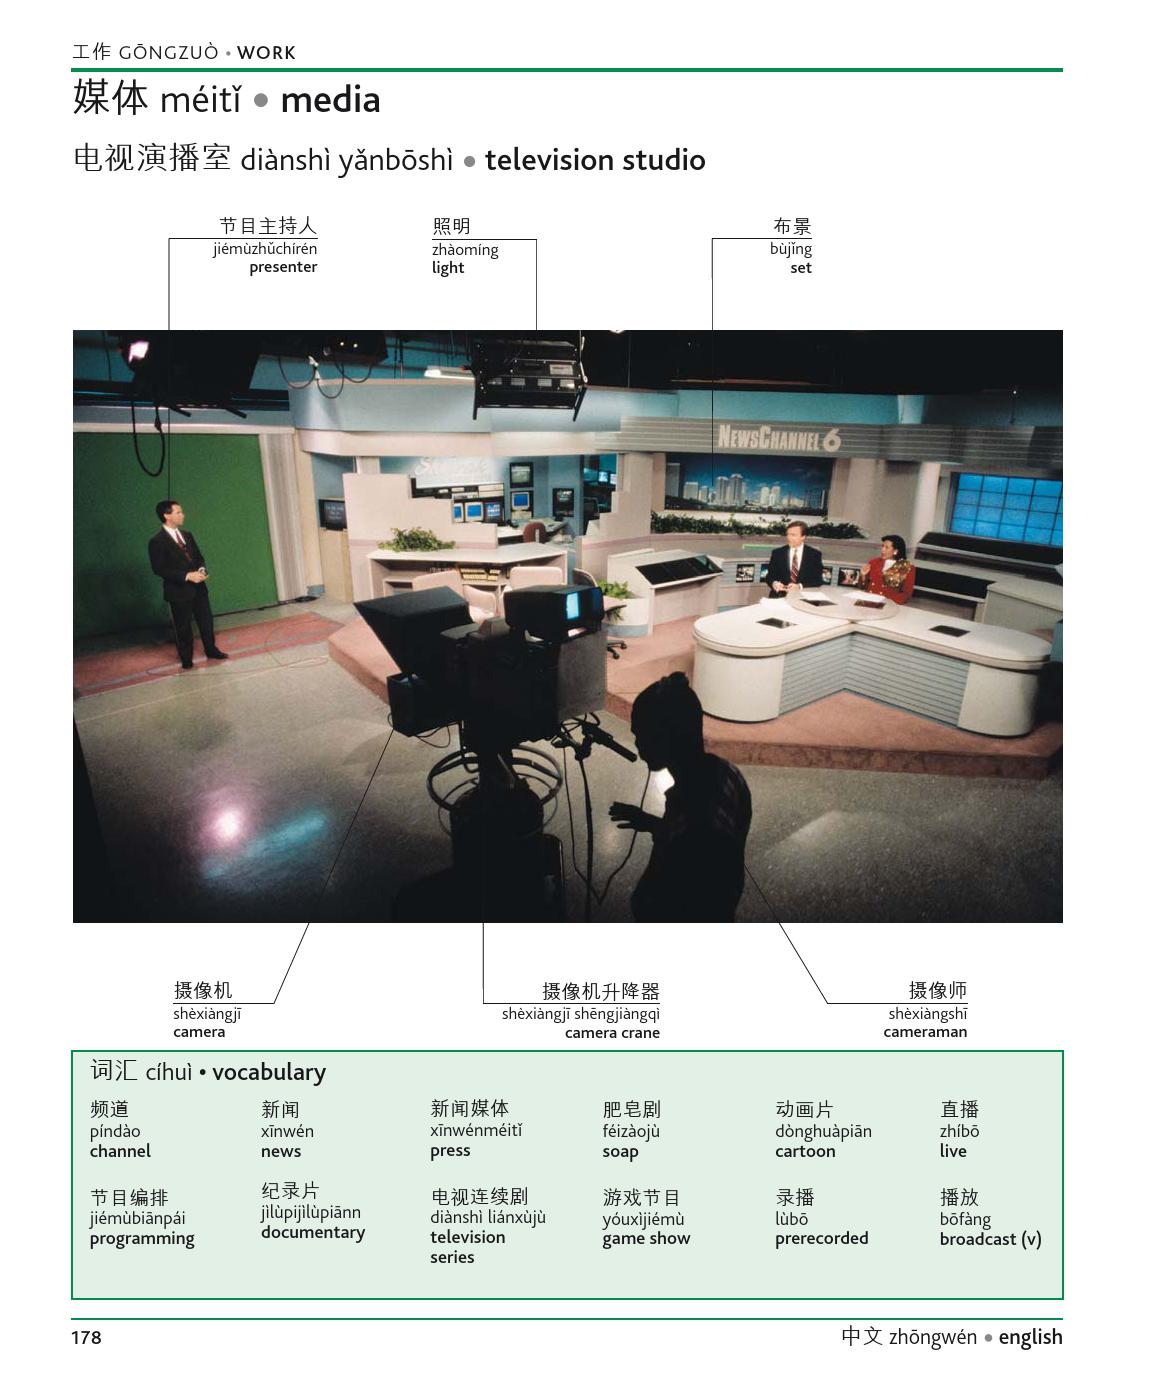 工作 GŌNGZUÒ • WORK
媒体 méitǐ • media
电视演播室 diànshì yǎnbōshì • television studio
节目主持人
jiémùzhǔchírén
presenter
照明
zhàomíng
light
布景
bùjǐng
set
NEWSCHANNEL 6
摄像机
shèxiàngjī
camera
摄像机升降器
shèxiàngjī shēngjiàngqì
camera crane
摄像师
shèxiàngshī
cameraman
词汇 cíhuì • vocabulary
频道
píndào
channel
新闻
xīnwén
news
新闻媒体
xīnwénméitǐ
press
肥皂剧
féizàojù
soap
动画片
dònghuàpiān
cartoon
直播
zhíbō
live
节目编排
jiémùbiānpái
programming
纪录片
jìlùpijìlùpiānn
documentary
电视连续剧
diànshì liánxùjù
television
series
游戏节目
yóuxìjiémù
game show
录播
lùbō
prerecorded
播放
bōfàng
broadcast (v)
178
中文 zhōngwén • english